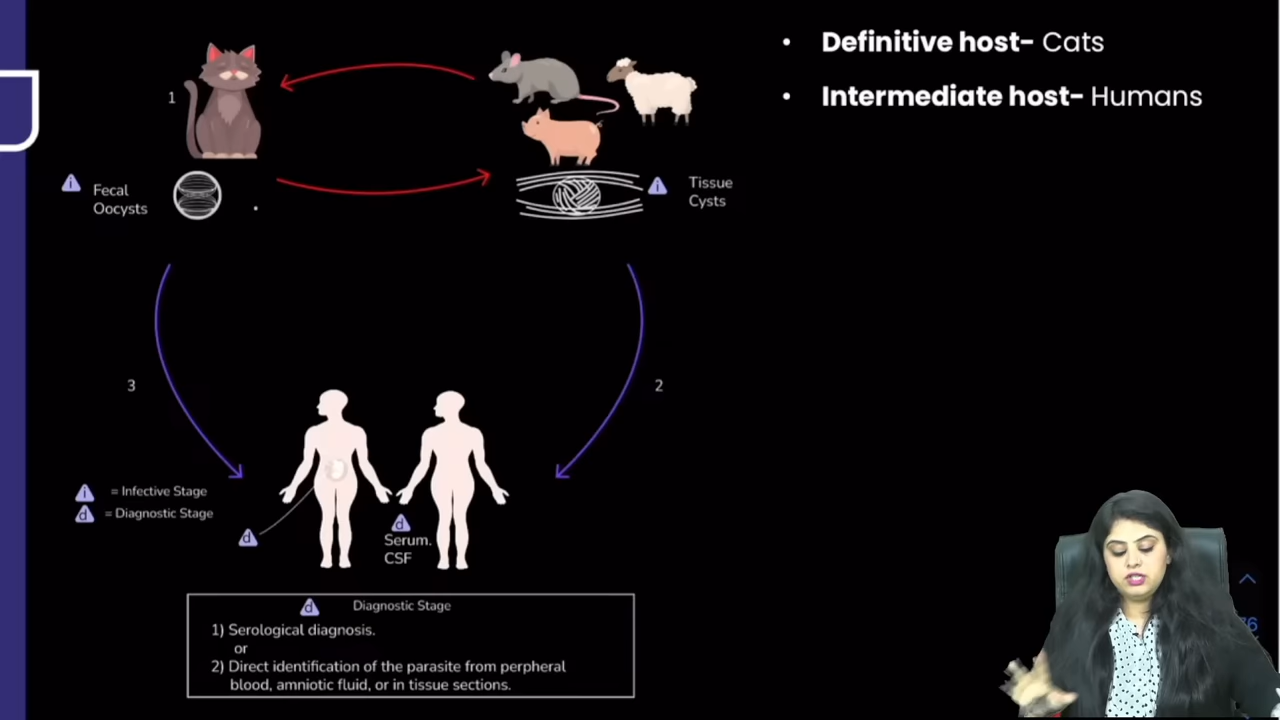 • Definitive host- Cats
• Intermediate host- Humans
1
i
Fecal
Oocysts
i
Tissue
Cysts
3
2
i = Infective Stage
d = Diagnostic Stage
d
d
Serum.
CSF
d Diagnostic Stage
1) Serological diagnosis.
or
2) Direct identification of the parasite from perpheral
blood, amniotic fluid, or in tissue sections.